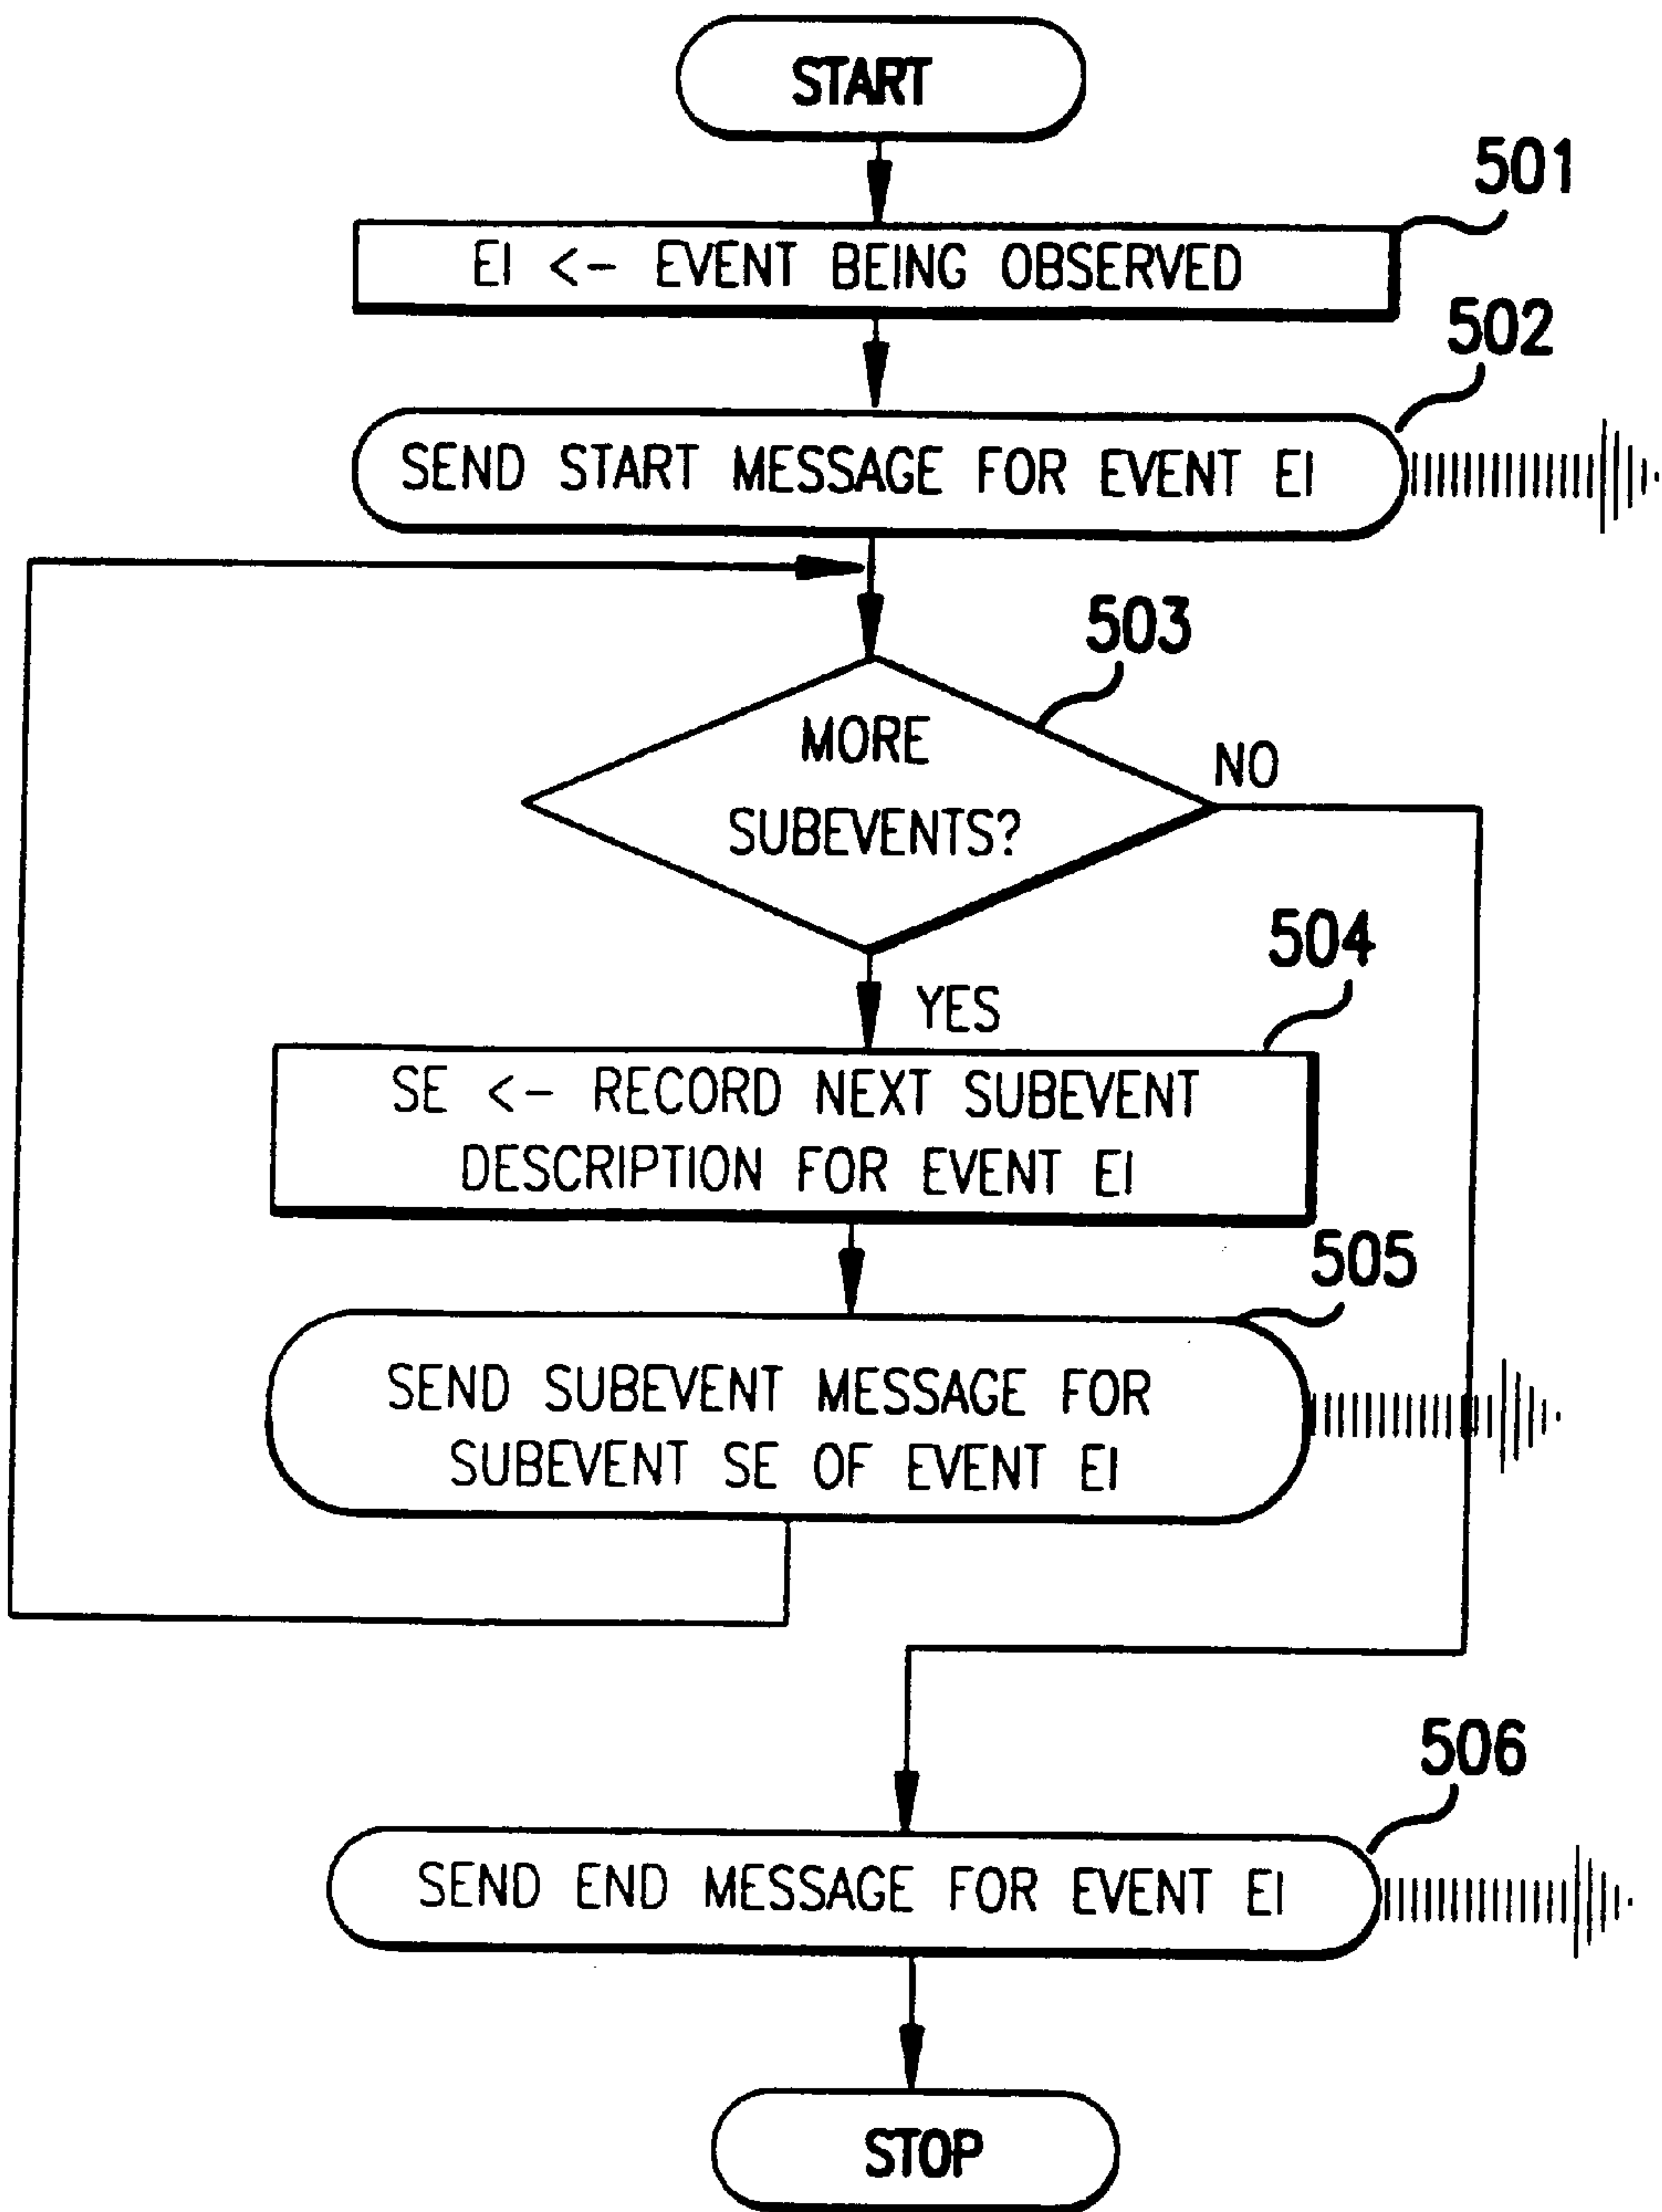 START
501
EI <- EVENT BEING OBSERVED
502
SEND START MESSAGE FOR EVENT EI
503
MORE
SUBEVENTS?
NO
YES
504
SE <- RECORD NEXT SUBEVENT
DESCRIPTION FOR EVENT EI
505
SEND SUBEVENT MESSAGE FOR
SUBEVENT SE OF EVENT EI
506
SEND END MESSAGE FOR EVENT EI
STOP